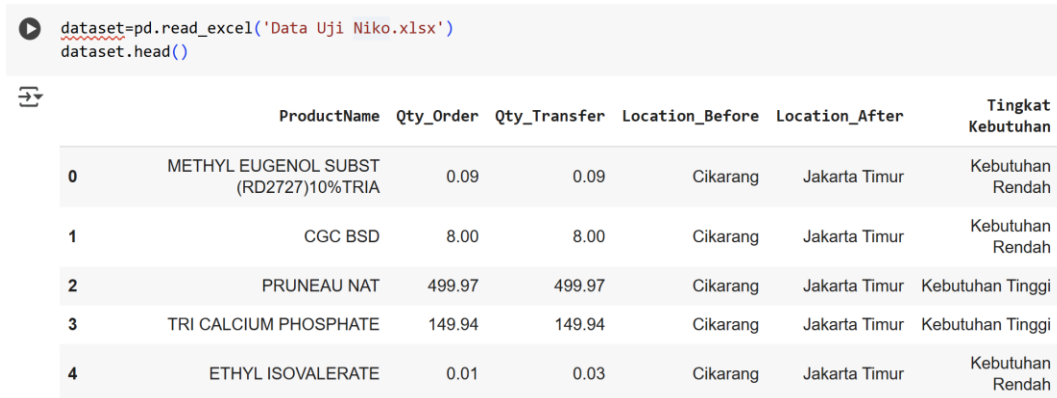 dataset=pd.read_excel('Data Uji Niko.xlsx')
dataset.head()
ProductName Qty_Order Qty_Transfer Location_Before Location_After Tingkat Kebutuhan
0 METHYL EUGENOL SUBST (RD2727)10%TRIA 0.09 0.09 Cikarang Jakarta Timur Kebutuhan Rendah
1 CGC BSD 8.00 8.00 Cikarang Jakarta Timur Kebutuhan Rendah
2 PRUNEAU NAT 499.97 499.97 Cikarang Jakarta Timur Kebutuhan Tinggi
3 TRI CALCIUM PHOSPHATE 149.94 149.94 Cikarang Jakarta Timur Kebutuhan Tinggi
4 ETHYL ISOVALERATE 0.01 0.03 Cikarang Jakarta Timur Kebutuhan Rendah